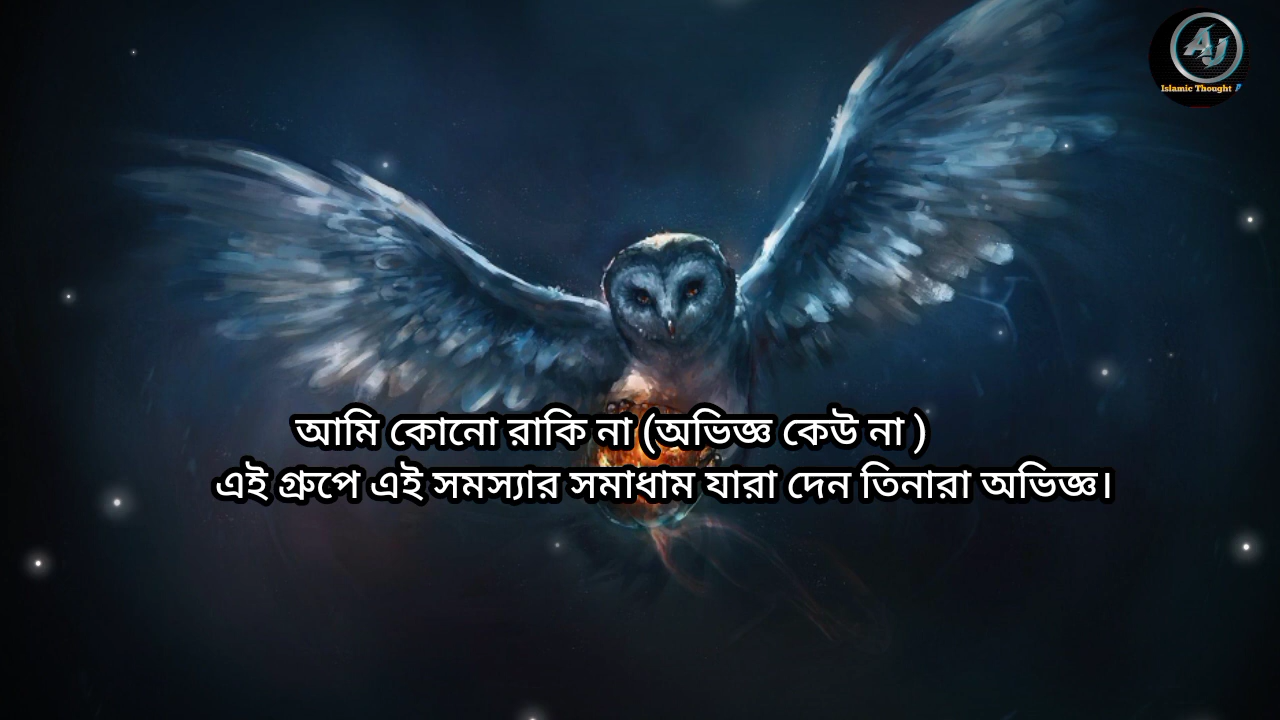 AJ
Islamic Thought
আমি কোনো রাকি না (অভিজ্ঞ কেউ না )
এই গ্রুপে এই সমস্যার সমাধাম যারা দেন তিনারা অভিজ্ঞ।